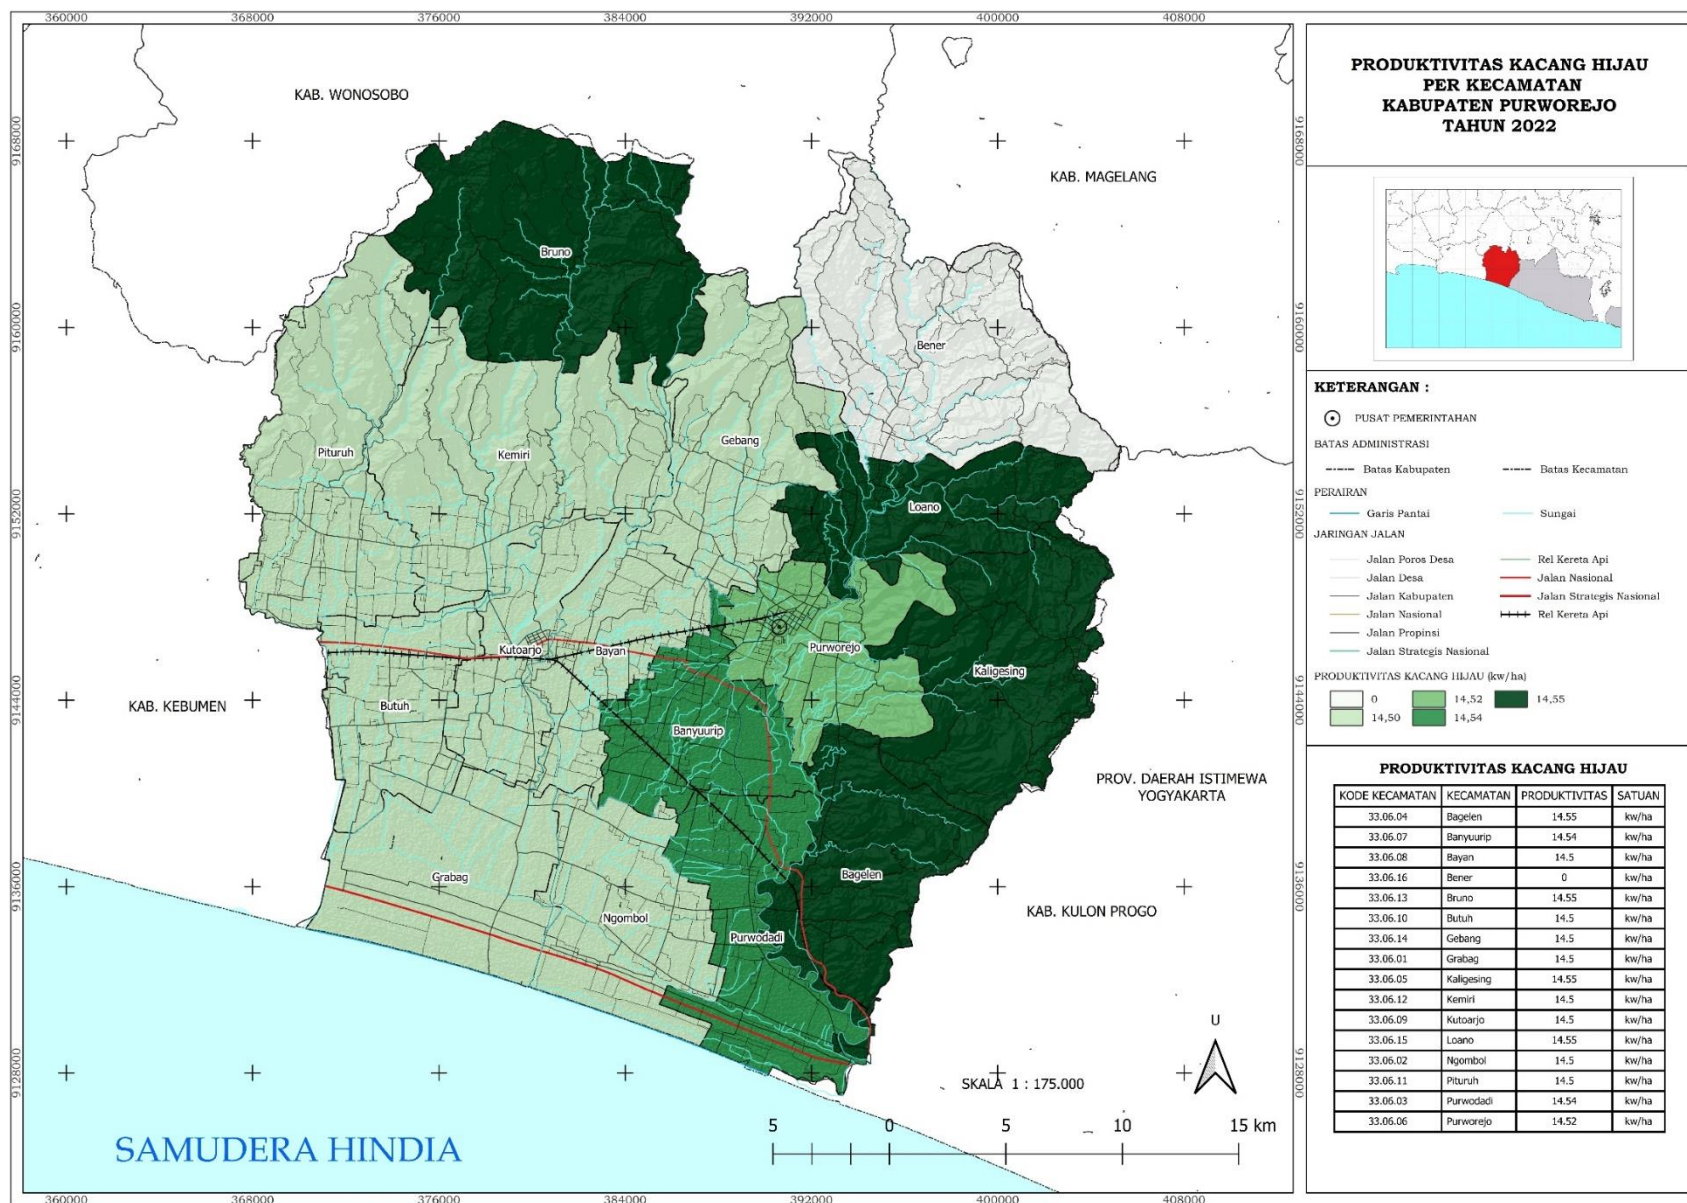 360000 368000 376000 384000 392000 400000 408000
9168000 9168000
9160000 9160000
9152000 9152000
9144000 9144000
9136000 9136000
9128000 9128000
KAB. WONOSOBO
KAB. MAGELANG
Bruno
Bener
Gebang
Pituruh
Kemiri
Loano
Kutoarjo
Bayan
Purworejo
Kaligesing
KAB. KEBUMEN
Butuh
Banyuurip
PROV. DAERAH ISTIMEWA
YOGYAKARTA
Grabag
Bagelen
Ngombol
KAB. KULON PROGO
Purwodadi
U
SKALA 1 : 175.000
5 0 5 10 15 km
SAMUDERA HINDIA
360000 368000 376000 384000 392000 400000 408000
PRODUKTIVITAS KACANG HIJAU
PER KECAMATAN
KABUPATEN PURWOREJO
TAHUN 2022
KETERANGAN :
PUSAT PEMERINTAHAN
BATAS ADMINISTRASI
Batas Kabupaten Batas Kecamatan
PERAIRAN
Garis Pantai Sungai
JARINGAN JALAN
Jalan Poros Desa Rel Kereta Api
Jalan Desa Jalan Nasional
Jalan Kabupaten Jalan Strategis Nasional
Jalan Nasional Rel Kereta Api
Jalan Propinsi
Jalan Strategis Nasional
PRODUKTIVITAS KACANG HIJAU (kw/ha)
0 14,52 14,55
14,50 14,54
PRODUKTIVITAS KACANG HIJAU
KODE KECAMATAN KECAMATAN PRODUKTIVITAS SATUAN
33.06.04 Bagelen 14.55 kw/ha
33.06.07 Banyuurip 14.54 kw/ha
33.06.08 Bayan 14.5 kw/ha
33.06.16 Bener 0 kw/ha
33.06.13 Bruno 14.55 kw/ha
33.06.10 Butuh 14.5 kw/ha
33.06.14 Gebang 14.5 kw/ha
33.06.01 Grabag 14.5 kw/ha
33.06.05 Kaligesing 14.55 kw/ha
33.06.12 Kemiri 14.5 kw/ha
33.06.09 Kutoarjo 14.5 kw/ha
33.06.15 Loano 14.55 kw/ha
33.06.02 Ngombol 14.5 kw/ha
33.06.11 Pituruh 14.5 kw/ha
33.06.03 Purwodadi 14.54 kw/ha
33.06.06 Purworejo 14.52 kw/ha